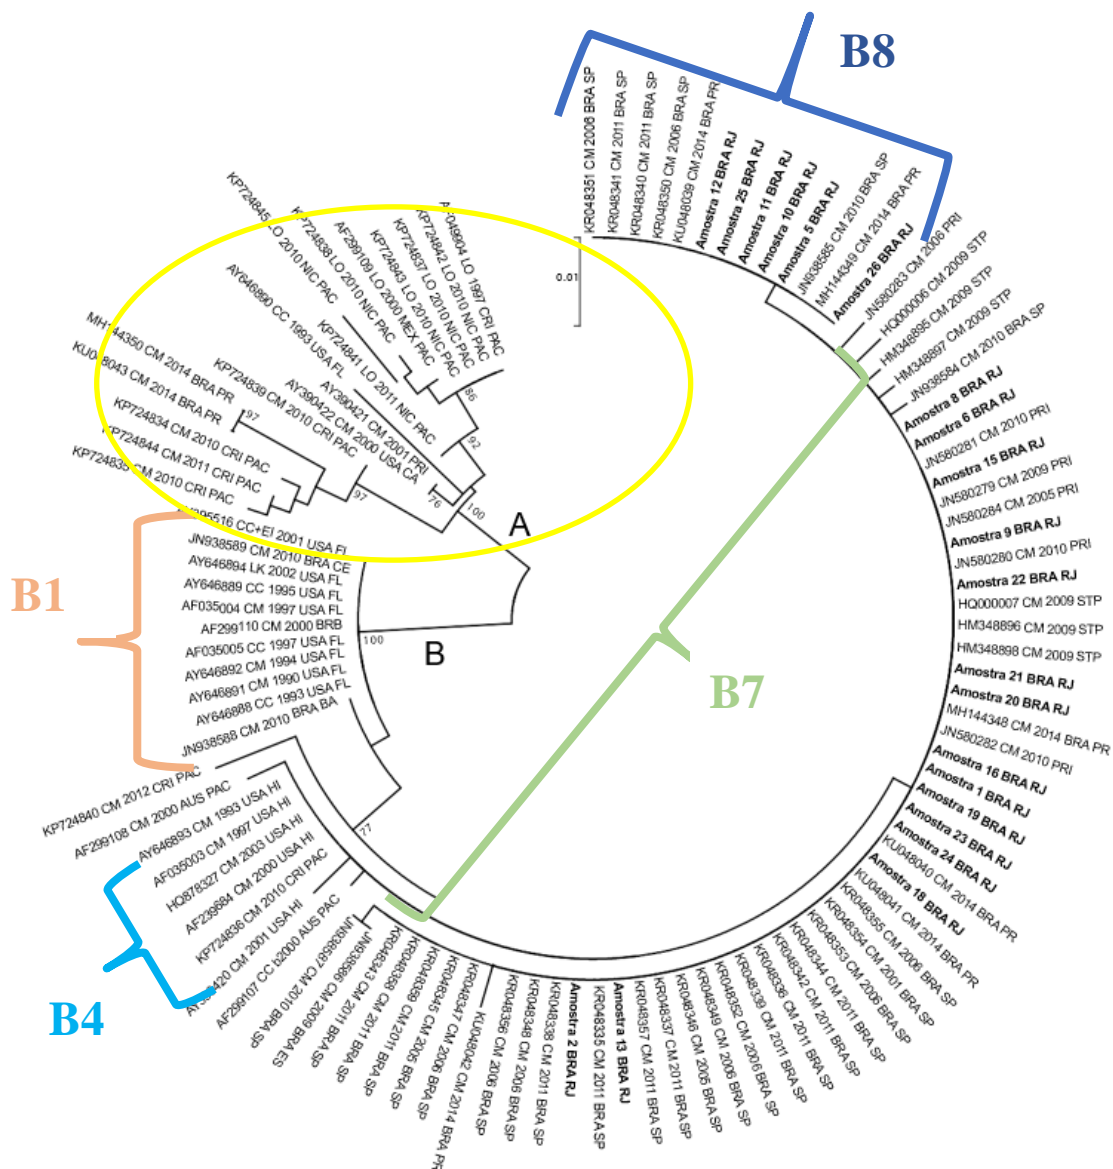 B8
KR048351 CM 2006 BRA SP
KR048341 CM 2011 BRA SP
KR048340 CM 2011 BRA SP
KR048350 CM 2006 BRA SP
KU048039 CM 2014 BRA PR
Amostra 12 BRA RJ
Amostra 25 BRA RJ
Amostra 11 BRA RJ
Amostra 10 BRA RJ
Amostra 5 BRA RJ
JN938585 CM 2010 BRA SP
MH144349 CM 2014 BRA PR
Amostra 26 BRA RJ
JN580283 CM 2006 PRI
HQ000006 CM 2009 STP
HM348895 CM 2009 STP
HM348897 CM 2009 STP
JN938584 CM 2010 BRA SP
Amostra 8 BRA RJ
Amostra 6 BRA RJ
JN580281 CM 2010 PRI
Amostra 15 BRA RJ
JN580279 CM 2009 PRI
JN580284 CM 2005 PRI
Amostra 9 BRA RJ
JN580280 CM 2010 PRI
Amostra 22 BRA RJ
HQ000007 CM 2009 STP
HM348896 CM 2009 STP
HM348898 CM 2009 STP
Amostra 21 BRA RJ
Amostra 20 BRA RJ
MH144348 CM 2014 BRA PR
JN580282 CM 2010 PRI
Amostra 16 BRA RJ
Amostra 1 BRA RJ
Amostra 19 BRA RJ
Amostra 23 BRA RJ
Amostra 24 BRA RJ
KU048040 CM 2014 BRA PR
Amostra 18 BRA RJ
KU048041 CM 2014 BRA PR
KR048355 CM 2006 BRA SP
KR048354 CM 2001 BRA SP
KR048353 CM 2006 BRA SP
KR048344 CM 2011 BRA SP
KR048342 CM 2011 BRA SP
KR048336 CM 2011 BRA SP
KR048339 CM 2011 BRA SP
KR048352 CM 2006 BRA SP
KR048349 CM 2006 BRA SP
KR048346 CM 2005 BRA SP
KR048337 CM 2011 BRA SP
KR048357 CM 2011 BRA SP
Amostra 13 BRA RJ
KR048335 CM 2011 BRA SP
Amostra 2 BRA RJ
KR048338 CM 2011 BRA SP
KR048348 CM 2006 BRA SP
KR048356 CM 2006 BRA SP
KU048042 CM 2014 BRA PR
KR048347 CM 2006 BRA SP
KR048345 CM 2005 BRA SP
KR048359 CM 2011 BRA SP
KR048358 CM 2011 BRA SP
KR048343 CM 2011 BRA SP
JN938586 CM 2009 BRA ES
JN938587 CM 2010 BRA SP
AF299107 CC b2000 AUS PAC
CM 2001 USA HI
KP724836 CM 2010 CRI PAC
AF239684 CM 2000 USA HI
HQ878327 CM 2003 USA HI
AF035003 CM 1997 USA HI
AY646893 CM 1993 USA HI
AF299108 CM 2000 AUS PAC
KP724840 CM 2012 CRI PAC
B4
JN938588 CM 2010 BRA BA
AY646888 CC 1993 USA FL
AY646891 CM 1990 USA FL
AY646892 CM 1994 USA FL
AF035005 CC 1997 USA FL
AF299110 CM 2000 BRB
AF035004 CM 1997 USA FL
AY646889 CC 1995 USA FL
AY646894 LK 2002 USA FL
JN938589 CM 2010 BRA CE
CC+EI 2001 USA FL
B1
CM 2010 CRI PAC
KP724844 CM 2011 CRI PAC
KP724834 CM 2010 CRI PAC
KU048043 CM 2014 BRA PR
MH144350 CM 2014 BRA PR
KP724839 CM 2010 CRI PAC
AY390422 CM 2000 USA CA
AY390421 CM 2001 PRI
KP724841 LO 2011 NIC PAC
AY646890 CC 1993 USA FL
KP724845 LO 2010 NIC PAC
KP724838 LO 2010 NIC PAC
AF299109 LO 2000 MEX PAC
KP724843 LO 2010 NIC PAC
KP724837 LO 2010 NIC PAC
KP724842 LO 2010 NIC PAC
AF049904 LO 1997 CRI PAC
0.01
86
92
97
97
76
100
A
100
B
77
B7